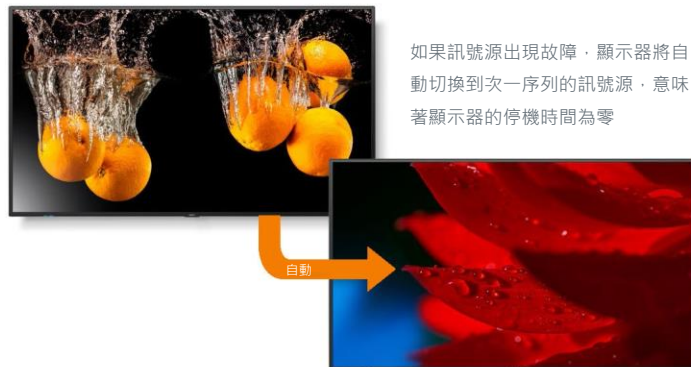 如果訊號源出現故障，顯示器將自
動切換到次一序列的訊號源，意味
著顯示器的停機時間為零
自動